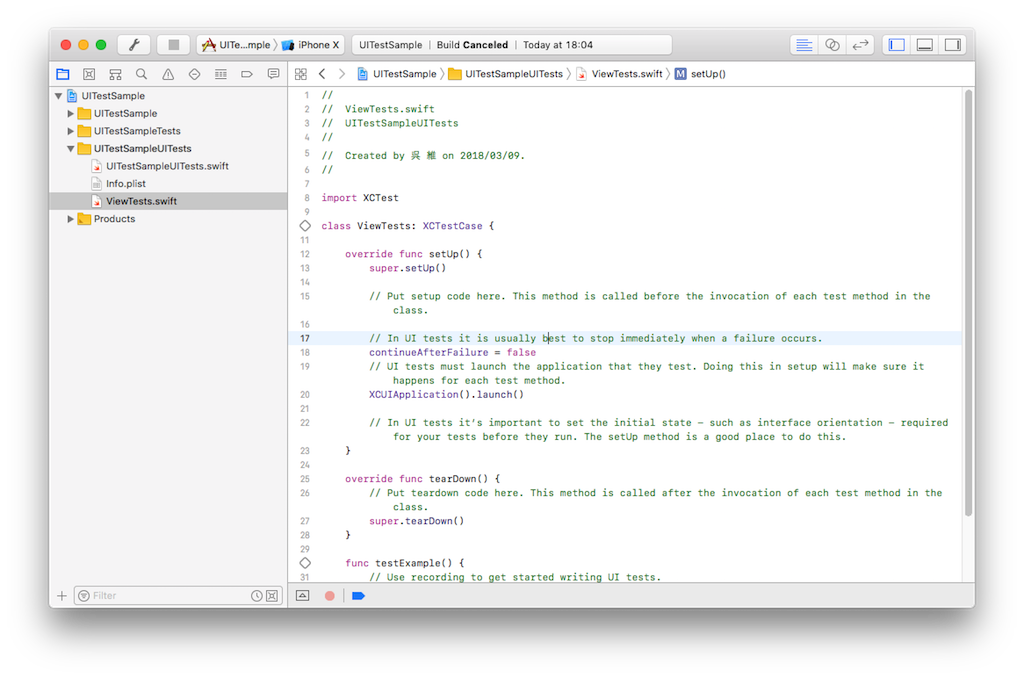 UITe...mple iPhone X
UITestSample | Build Canceled | Today at 18:04
UITestSample UITestSampleUITests ViewTests.swift M setUp()
UITestSample
UITestSample
UITestSampleTests
UITestSampleUITests
UITestSampleUITests.swift
Info.plist
ViewTests.swift
Products
Filter
1 //
2 //  ViewTests.swift
3 //  UITestSampleUITests
4 //
5 //  Created by 吳 維 on 2018/03/09.
6 //
7
8 import XCTest
9
class ViewTests: XCTestCase {
11
12 override func setUp() {
13 super.setUp()
14
15 // Put setup code here. This method is called before the invocation of each test method in the
class.
16
17 // In UI tests it is usually best to stop immediately when a failure occurs.
18 continueAfterFailure = false
19 // UI tests must launch the application that they test. Doing this in setup will make sure it
happens for each test method.
20 XCUIApplication().launch()
21
22 // In UI tests it’s important to set the initial state - such as interface orientation - required
for your tests before they run. The setUp method is a good place to do this.
23 }
24
25 override func tearDown() {
26 // Put teardown code here. This method is called after the invocation of each test method in the
class.
27 super.tearDown()
28 }
29
func testExample() {
31 // Use recording to get started writing UI tests.